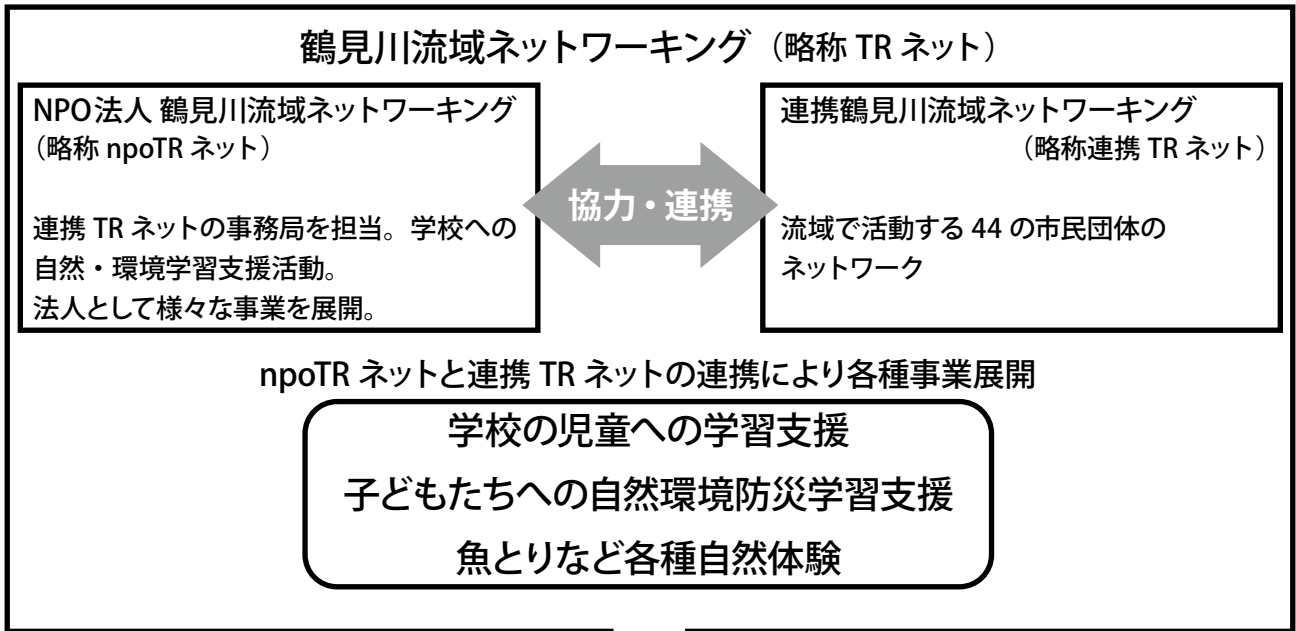 鶴見川流域ネットワーキング（略称 TR ネット）
NPO法人 鶴見川流域ネットワーキング
（略称 npoTR ネット）
連携 TR ネットの事務局を担当。学校への
自然・環境学習支援活動。
法人として様々な事業を展開。
協力・連携
連携鶴見川流域ネットワーキング
（略称連携 TR ネット）
流域で活動する 44 の市民団体の
ネットワーク
npoTR ネットと連携 TR ネットの連携により各種事業展開
学校の児童への学習支援
子どもたちへの自然環境防災学習支援
魚とりなど各種自然体験